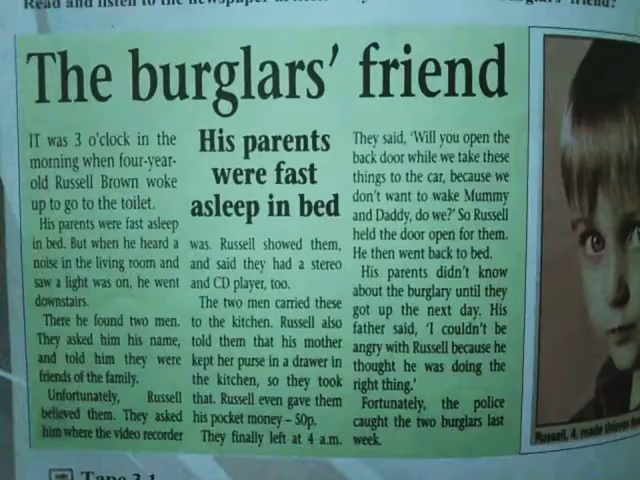 Read and listen to the newspaper
friend?
The burglars' friend
IT was 3 o'clock in the
morning when four-year-
old Russell Brown woke
up to go to the toilet.
His parents were fast asleep
in bed. But when he heard a
noise in the living room and
saw a light was on, he went
downstairs.
There he found two men.
They asked him his name,
and told him they were
friends of the family.
Unfortunately, Russell
believed them. They asked
him where the video recorder
His parents
were fast
asleep in bed
was. Russell showed them,
and said they had a stereo
and CD player, too.
The two men carried these
to the kitchen. Russell also
told them that his mother
kept her purse in a drawer in
the kitchen, so they took
that. Russell even gave them
his pocket money – 50p.
They finally left at 4 a.m.
They said, 'Will you open the
back door while we take these
things to the car, because we
don't want to wake Mummy
and Daddy, do we?' So Russell
held the door open for them.
He then went back to bed.
His parents didn't know
about the burglary until they
got up the next day. His
father said, 'I couldn't be
angry with Russell because he
thought he was doing the
right thing.'
Fortunately, the police
caught the two burglars last
week.
Russell, 4, made thieves
Tape 3.1